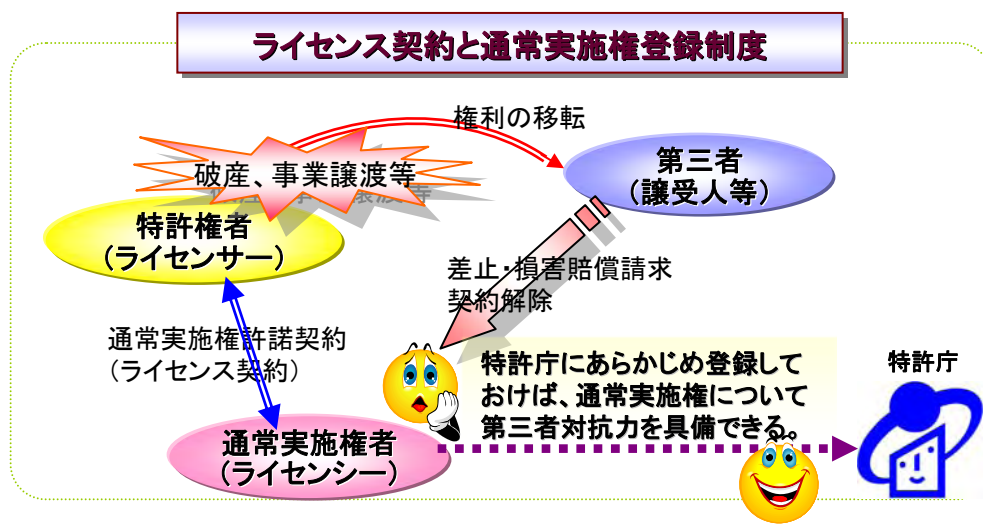 ライセンス契約と通常実施権登録制度
権利の移転
破産、事業譲渡等
第三者
（譲受人等）
特許権者
（ライセンサー）
差止・損害賠償請求
契約解除
通常実施権許諾契約
（ライセンス契約）
特許庁にあらかじめ登録して
おけば、通常実施権について
第三者対抗力を具備できる。
特許庁
通常実施権者
（ライセンシー）